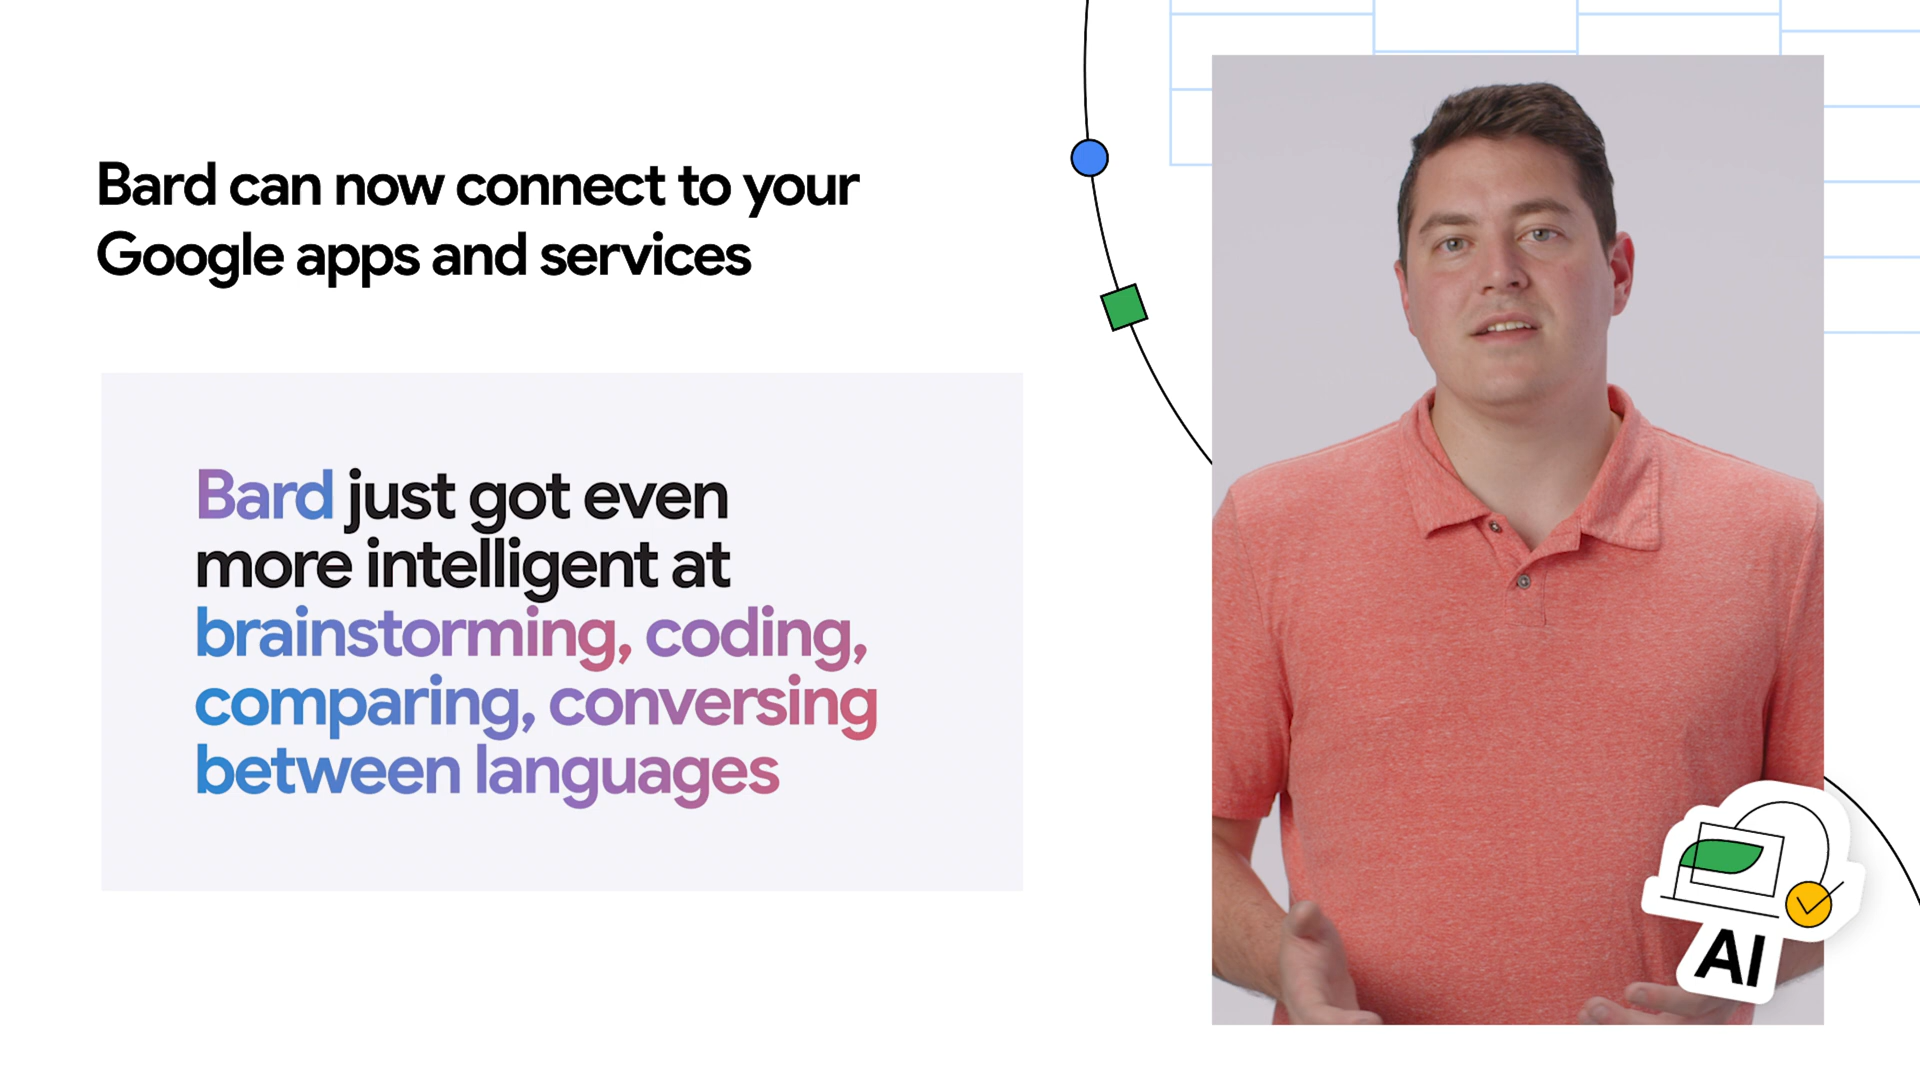 Bard can now connect to your
Google apps and services
Bard just got even
more intelligent at
brainstorming, coding,
comparing, conversing
between languages
AI